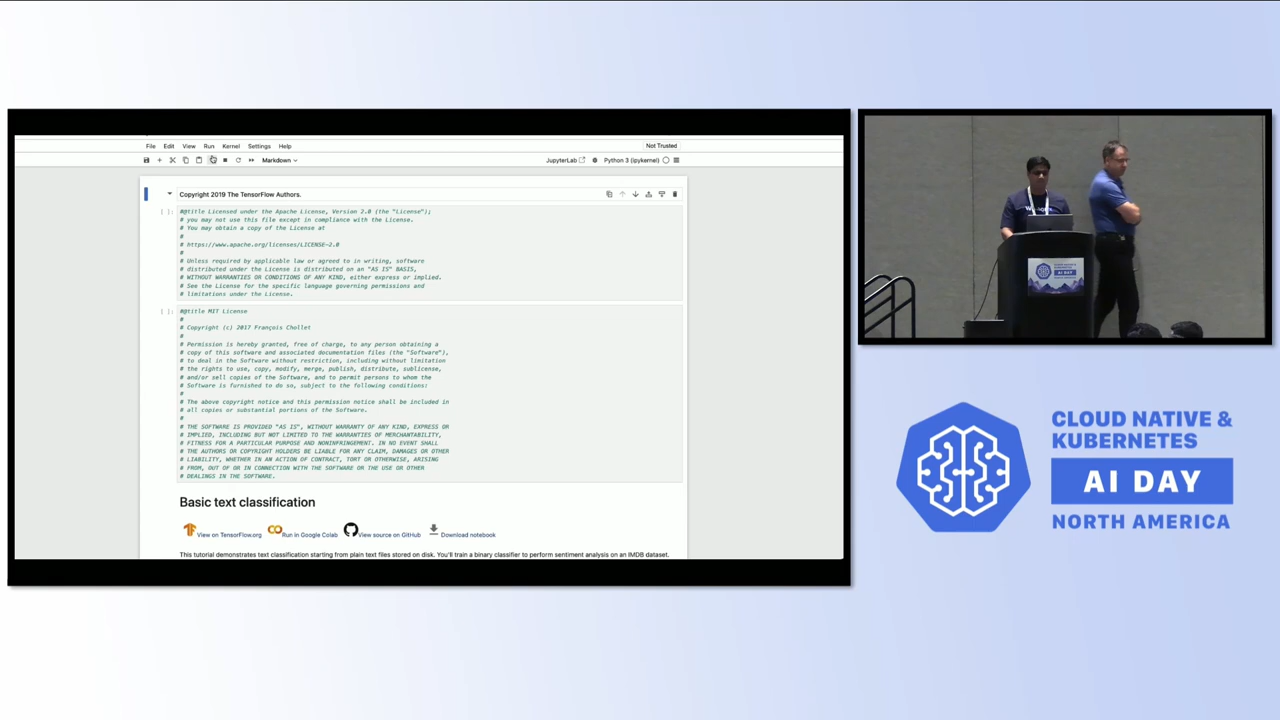 File Edit View Run Kernel Settings Help
Not Trusted
Markdown
JupyterLab
Python 3 (ipykernel)
Copyright 2019 The TensorFlow Authors.
[ ]:
#@title Licensed under the Apache License, Version 2.0 (the "License");
# you may not use this file except in compliance with the License.
# You may obtain a copy of the License at
#
# https://www.apache.org/licenses/LICENSE-2.0
#
# Unless required by applicable law or agreed to in writing, software
# distributed under the License is distributed on an "AS IS" BASIS,
# WITHOUT WARRANTIES OR CONDITIONS OF ANY KIND, either express or implied.
# See the License for the specific language governing permissions and
# limitations under the License.
[ ]:
#@title MIT License
#
# Copyright (c) 2017 François Chollet
#
# Permission is hereby granted, free of charge, to any person obtaining a
# copy of this software and associated documentation files (the "Software"),
# to deal in the Software without restriction, including without limitation
# the rights to use, copy, modify, merge, publish, distribute, sublicense,
# and/or sell copies of the Software, and to permit persons to whom the
# Software is furnished to do so, subject to the following conditions:
#
# The above copyright notice and this permission notice shall be included in
# all copies or substantial portions of the Software.
#
# THE SOFTWARE IS PROVIDED "AS IS", WITHOUT WARRANTY OF ANY KIND, EXPRESS OR
# IMPLIED, INCLUDING BUT NOT LIMITED TO THE WARRANTIES OF MERCHANTABILITY,
# FITNESS FOR A PARTICULAR PURPOSE AND NONINFRINGEMENT. IN NO EVENT SHALL
# THE AUTHORS OR COPYRIGHT HOLDERS BE LIABLE FOR ANY CLAIM, DAMAGES OR OTHER
# LIABILITY, WHETHER IN AN ACTION OF CONTRACT, TORT OR OTHERWISE, ARISING
# FROM, OUT OF OR IN CONNECTION WITH THE SOFTWARE OR THE USE OR OTHER
# DEALINGS IN THE SOFTWARE.
Basic text classification
View on TensorFlow.org
Run in Google Colab
View source on GitHub
Download notebook
This tutorial demonstrates text classification starting from plain text files stored on disk. You'll train a binary classifier to perform sentiment analysis on an IMDB dataset.
AI DAY
CLOUD NATIVE &
KUBERNETES
AI DAY
NORTH AMERICA